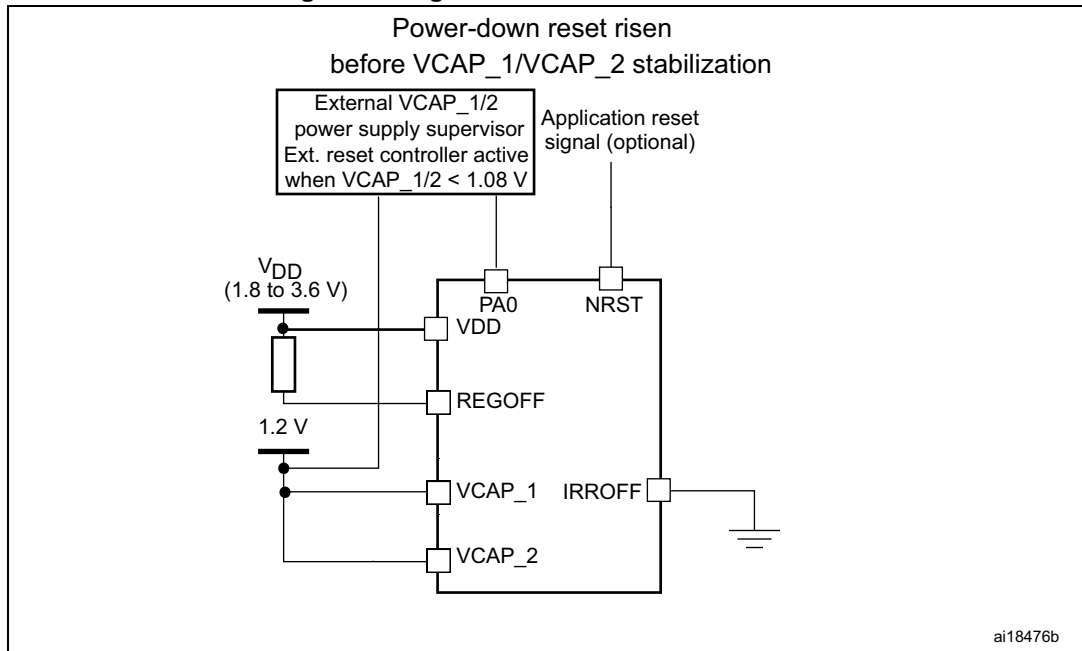 Power-down reset risen
before VCAP_1/VCAP_2 stabilization
External VCAP_1/2
power supply supervisor
Ext. reset controller active
when VCAP_1/2 < 1.08 V
Application reset
signal (optional)
VDD
(1.8 to 3.6 V)
PA0
NRST
VDD
REGOFF
1.2 V
VCAP_1
IRROFF
VCAP_2
ai18476b